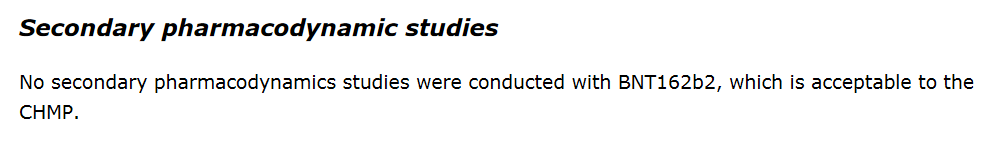 Secondary pharmacodynamic studies
No secondary pharmacodynamics studies were conducted with BNT162b2, which is acceptable to the
CHMP.